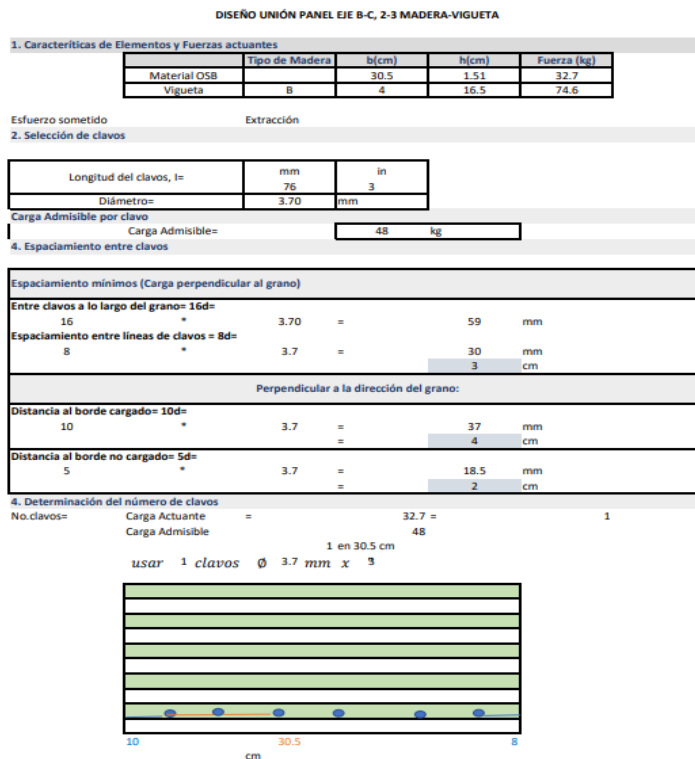 DISEÑO UNIÓN PANEL EJE B-C, 2-3 MADERA-VIGUETA
1. Caracteríticas de Elementos y Fuerzas actuantes
Tipo de Madera b(cm) h(cm) Fuerza (kg)
Material OSB 30.5 1.51 32.7
Vigueta B 4 16.5 74.6
Esfuerzo sometido Extracción
2. Selección de clavos
Longitud del clavos, l= mm in
76 3
Diámetro= 3.70 mm
Carga Admisible por clavo
Carga Admisible= 48 kg
4. Espaciamiento entre clavos
Espaciamiento mínimos (Carga perpendicular al grano)
Entre clavos a lo largo del grano= 16d=
16 * 3.70 = 59 mm
Espaciamiento entre líneas de clavos = 8d=
8 * 3.7 = 30 mm
3 cm
Perpendicular a la dirección del grano:
Distancia al borde cargado= 10d=
10 * 3.7 = 37 mm
= 4 cm
Distancia al borde no cargado= 5d=
5 * 3.7 = 18.5 mm
= 2 cm
4. Determinación del número de clavos
No.clavos= Carga Actuante = 32.7 = 1
Carga Admisible 48
1 en 30.5 cm
usar 1 clavos Ø 3.7 mm x 3"
10 30.5 8
cm